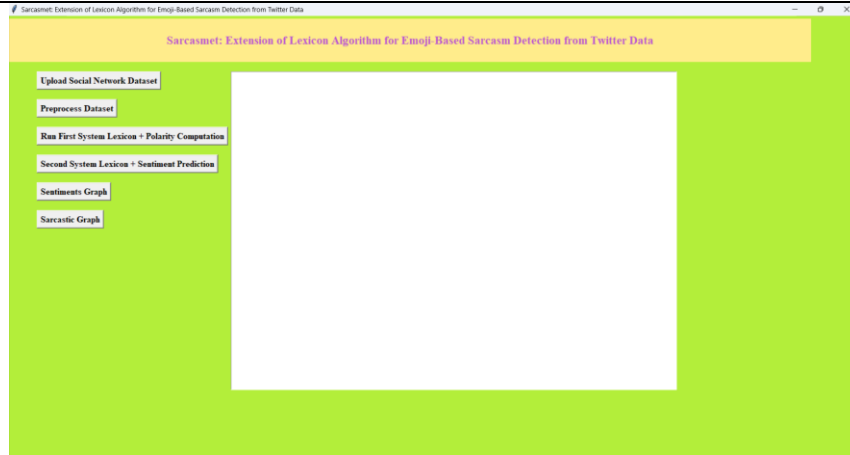 Sarcasmet: Extension of Lexicon Algorithm for Emoji-Based Sarcasm Detection from Twitter Data
Sarcasmet: Extension of Lexicon Algorithm for Emoji-Based Sarcasm Detection from Twitter Data
Upload Social Network Dataset
Preprocess Dataset
Run First System Lexicon + Polarity Computation
Second System Lexicon + Sentiment Prediction
Sentiments Graph
Sarcastic Graph